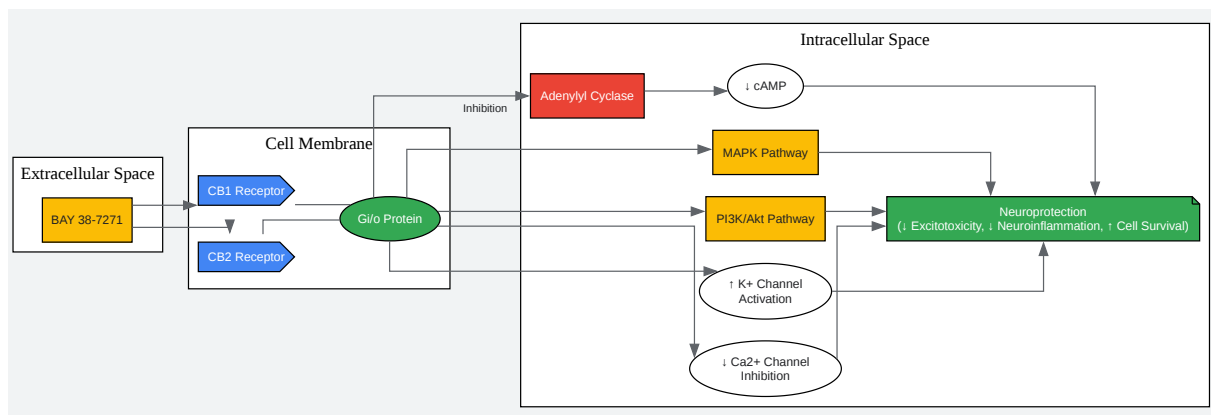 Intracellular Space
Adenylyl Cyclase
↓ cAMP
Inhibition
Cell Membrane
MAPK Pathway
Extracellular Space
CB1 Receptor
BAY 38-7271
Gi/o Protein
PI3K/Akt Pathway
Neuroprotection
(↓ Excitotoxicity, ↓ Neuroinflammation, ↑ Cell Survival)
CB2 Receptor
↑ K+ Channel
Activation
↓ Ca2+ Channel
Inhibition